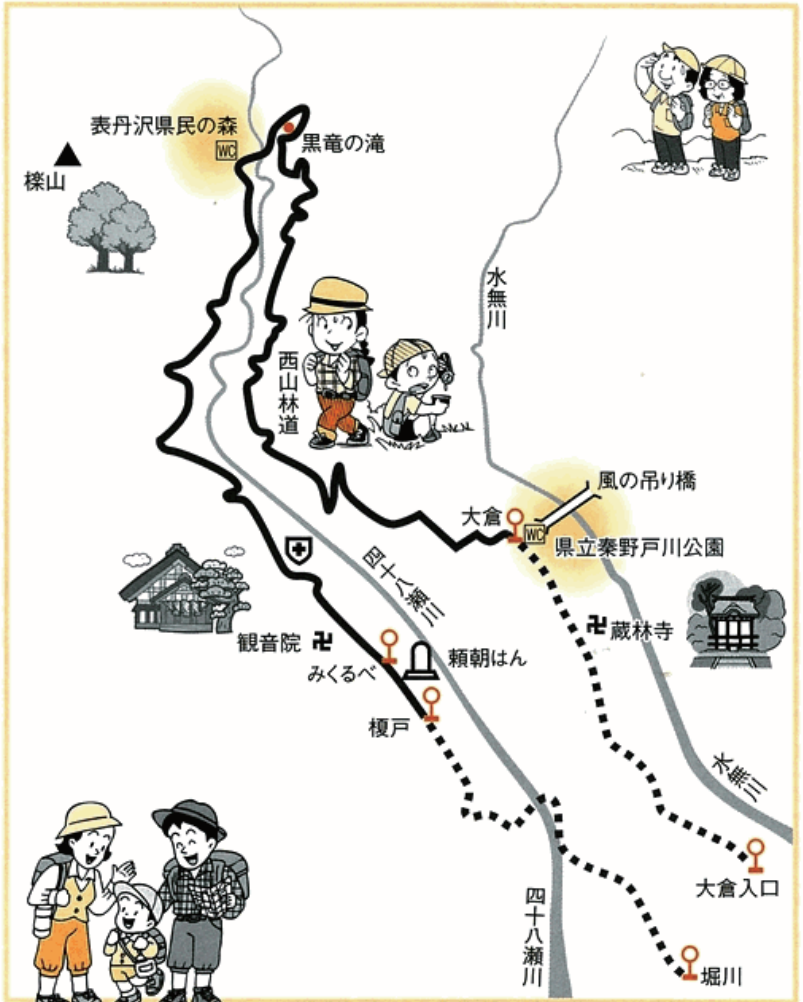 表丹沢県民の森
WC
黒竜の滝
檪山
水無川
西山林道
風の吊り橋
大倉
WC
県立秦野戸川公園
四十八瀬川
蔵林寺
観音院
頼朝はん
みくるべ
榎戸
水無川
大倉入口
四十八瀬川
堀川